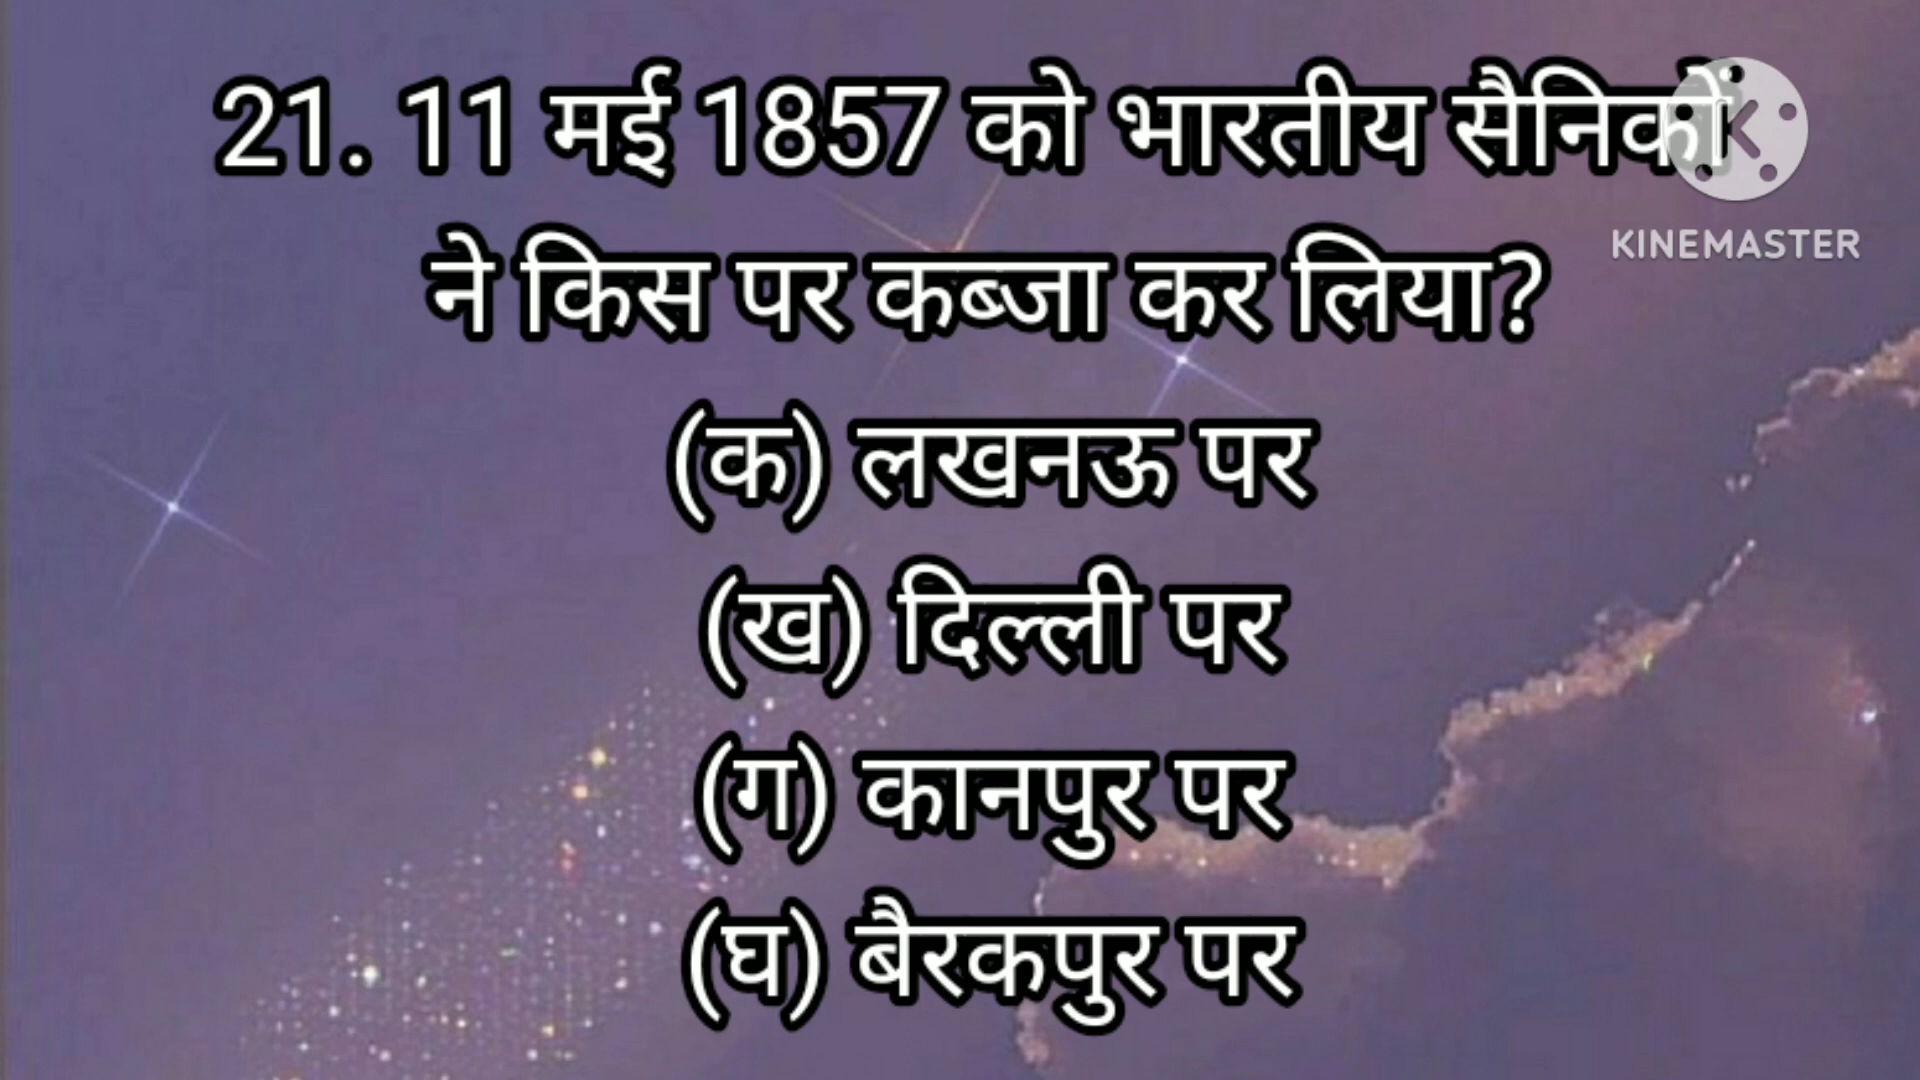 21. 11 मई 1857 को भारतीय सैनिकों
ने किस पर कब्जा कर लिया?
(क) लखनऊ पर
(ख) दिल्ली पर
(ग) कानपुर पर
(घ) बैरकपुर पर
K
KINEMASTER